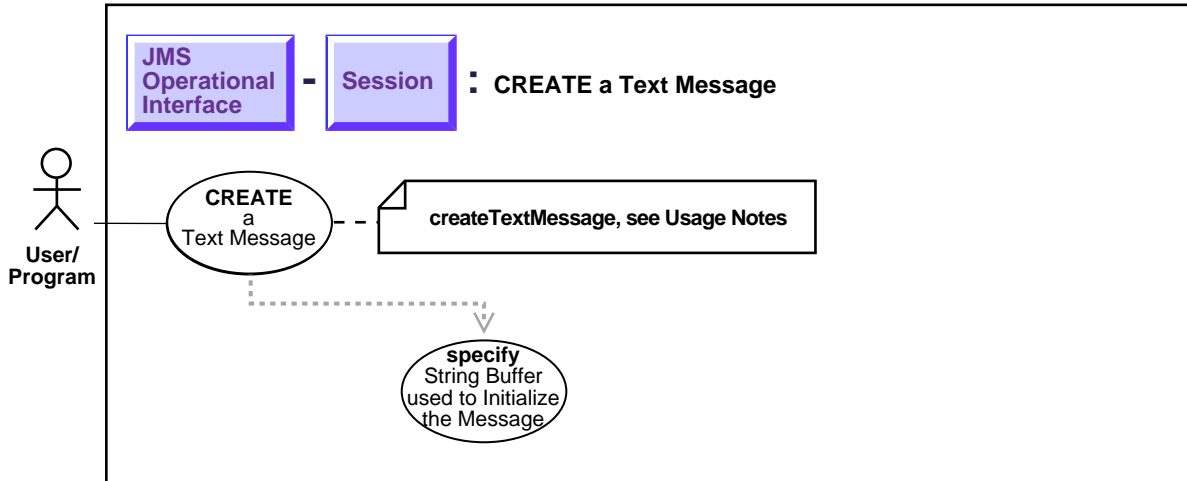 JMS
Operational
Interface
-
Session
:
CREATE a Text Message
User/
Program
CREATE
a
Text Message
createTextMessage, see Usage Notes
specify
String Buffer
used to Initialize
the Message